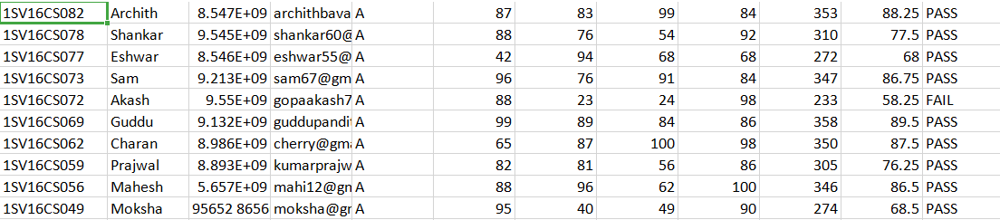 1SV16CS082 Archith 8.547E+09 archithbava A 87 83 99 84 353 88.25 PASS
1SV16CS078 Shankar 9.545E+09 shankar60@ A 88 76 54 92 310 77.5 PASS
1SV16CS077 Eshwar 8.546E+09 eshwar55@ A 42 94 68 68 272 68 PASS
1SV16CS073 Sam 9.213E+09 sam67@gm A 96 76 91 84 347 86.75 PASS
1SV16CS072 Akash 9.55E+09 gopaakash7 A 88 23 24 98 233 58.25 FAIL
1SV16CS069 Guddu 9.132E+09 guddupandit A 99 89 84 86 358 89.5 PASS
1SV16CS062 Charan 8.986E+09 cherry@gma A 65 87 100 98 350 87.5 PASS
1SV16CS059 Prajwal 8.893E+09 kumarprajw A 82 81 56 86 305 76.25 PASS
1SV16CS056 Mahesh 5.657E+09 mahi12@gm A 88 96 62 100 346 86.5 PASS
1SV16CS049 Moksha 95652 8656 moksha@gr A 95 40 49 90 274 68.5 PASS